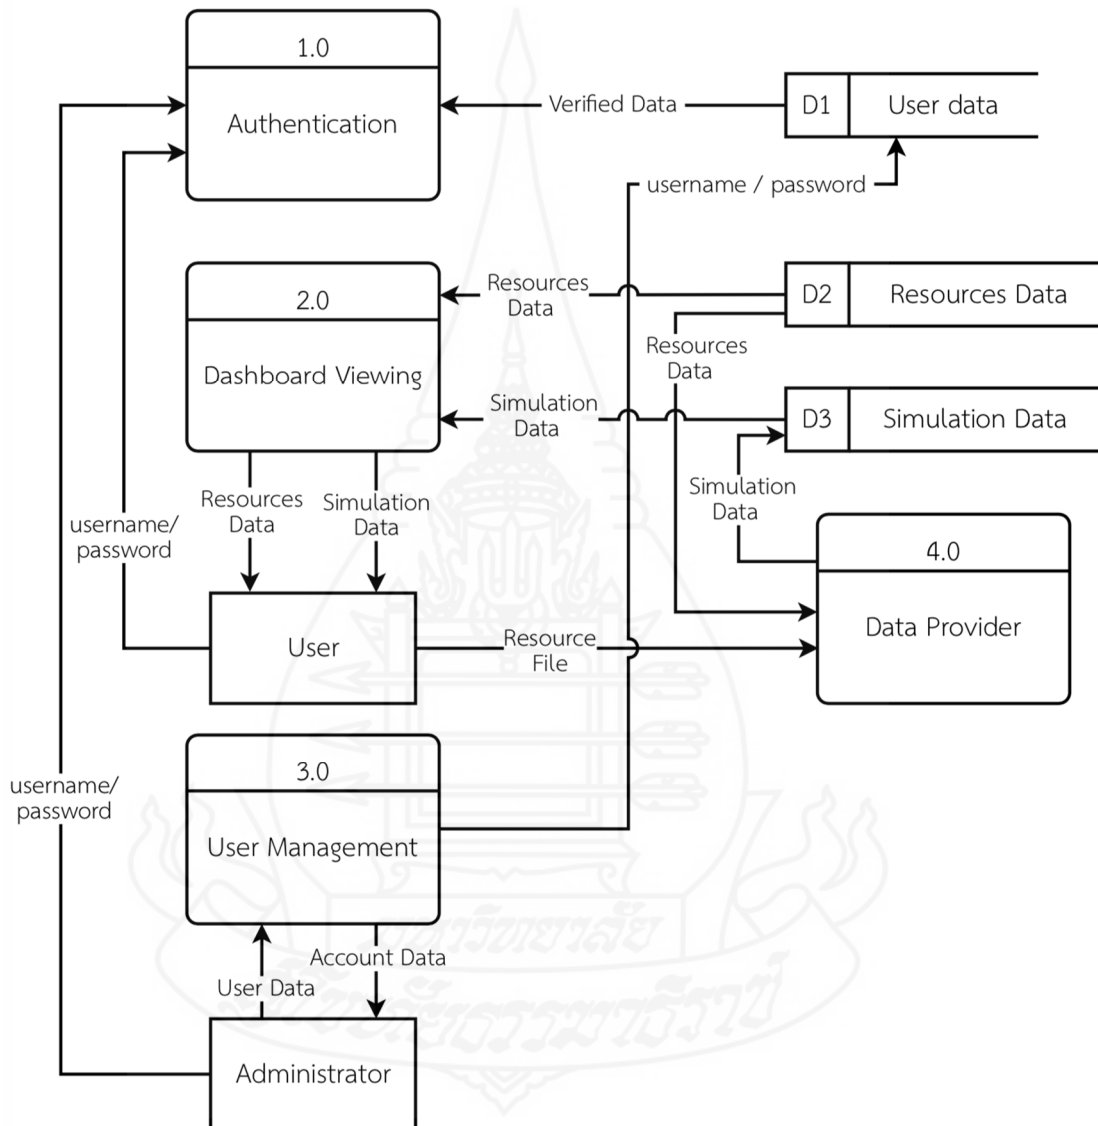 1.0
Authentication
Verified Data
D1
User data
username / password
2.0
Dashboard Viewing
Resources
Data
D2
Resources Data
Resources
Data
Simulation
Data
D3
Simulation Data
Simulation
Data
Resources
Data
Simulation
Data
username/
password
4.0
Data Provider
User
Resource
File
3.0
User Management
username/
password
Account Data
User Data
Administrator